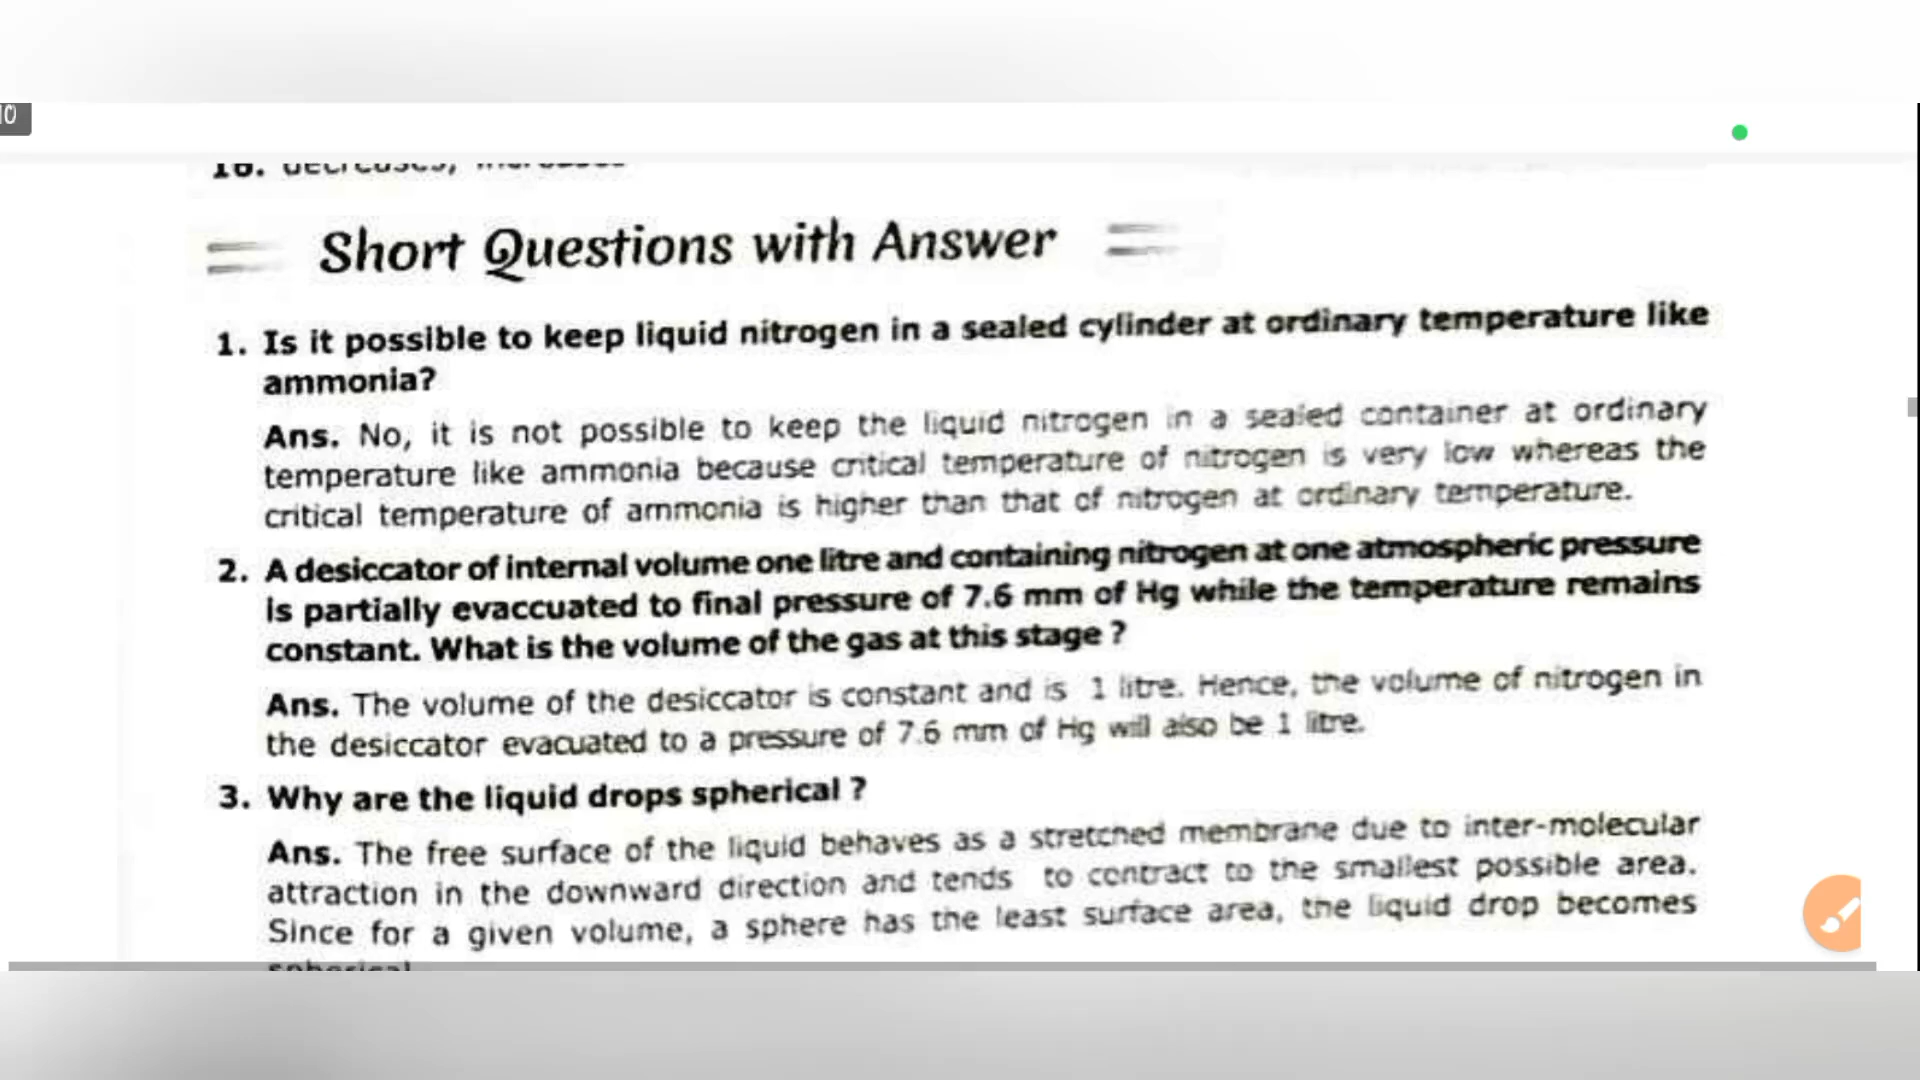 10
16. decreases, increases
Short Questions with Answer
1. Is it possible to keep liquid nitrogen in a sealed cylinder at ordinary temperature like
ammonia?
Ans. No, it is not possible to keep the liquid nitrogen in a sealed container at ordinary
temperature like ammonia because critical temperature of nitrogen is very low whereas the
critical temperature of ammonia is higher than that of nitrogen at ordinary temperature.
2. A desiccator of internal volume one litre and containing nitrogen at one atmospheric pressure
is partially evaccuated to final pressure of 7.6 mm of Hg while the temperature remains
constant. What is the volume of the gas at this stage ?
Ans. The volume of the desiccator is constant and is 1 litre. Hence, the volume of nitrogen in
the desiccator evacuated to a pressure of 7.6 mm of Hg will also be 1 litre.
3. Why are the liquid drops spherical ?
Ans. The free surface of the liquid behaves as a stretched membrane due to inter-molecular
attraction in the downward direction and tends to contract to the smallest possible area.
Since for a given volume, a sphere has the least surface area, the liquid drop becomes
spherical